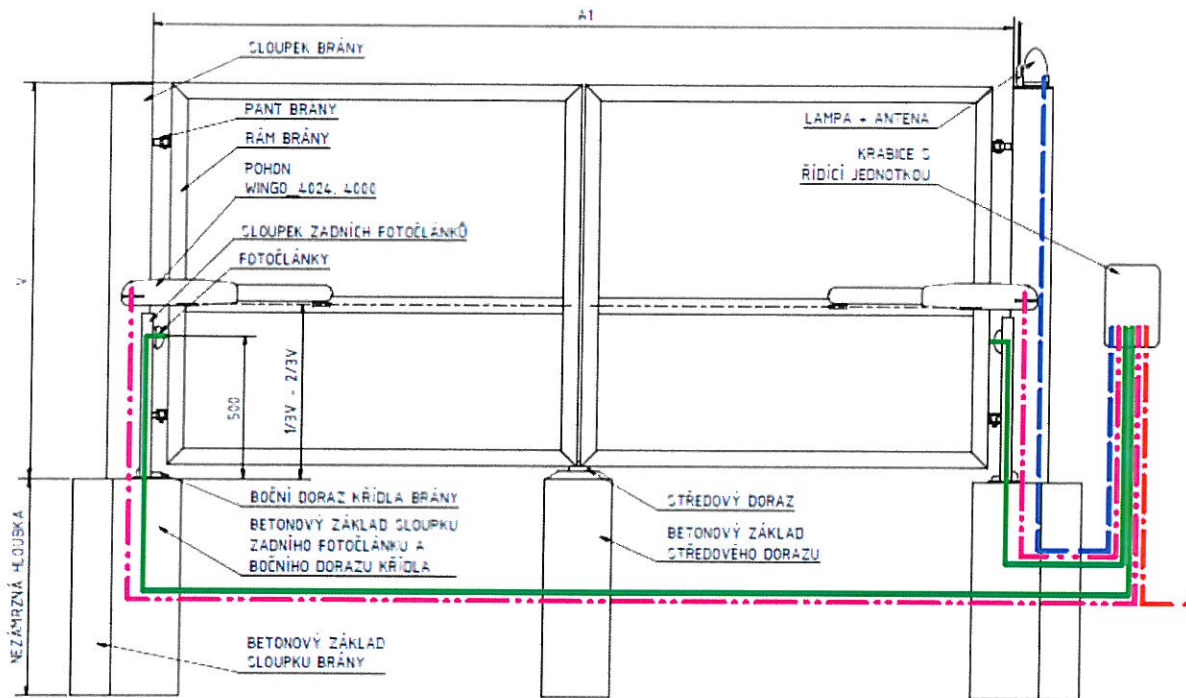 A1
SLOUPEK BRÁNY
PANT BRÁNY
RÁM BRÁNY
POHON
WINGO_4024, 4000
SLOUPEK ZADNÍCH FOTOČLÁNKŮ
FOTOČLÁNKY
LAMPA + ANTENA
KRABICE S
ŘÍDÍCÍ JEDNOTKOU
V
500
1/3V - 2/3V
BOČNÍ DORAZ KŘÍDLA BRÁNY
BETONOVÝ ZÁKLAD SLOUPKU
ZADNÍHO FOTOČLÁNKU A
BOČNÍHO DORAZU KŘÍDLA
STŘEDOVÝ DORAZ
BETONOVÝ ZÁKLAD
STŘEDOVÉHO DORAZU
NEZÁMRZNÁ HLOUBKA
BETONOVÝ ZÁKLAD
SLOUPKU BRÁNY